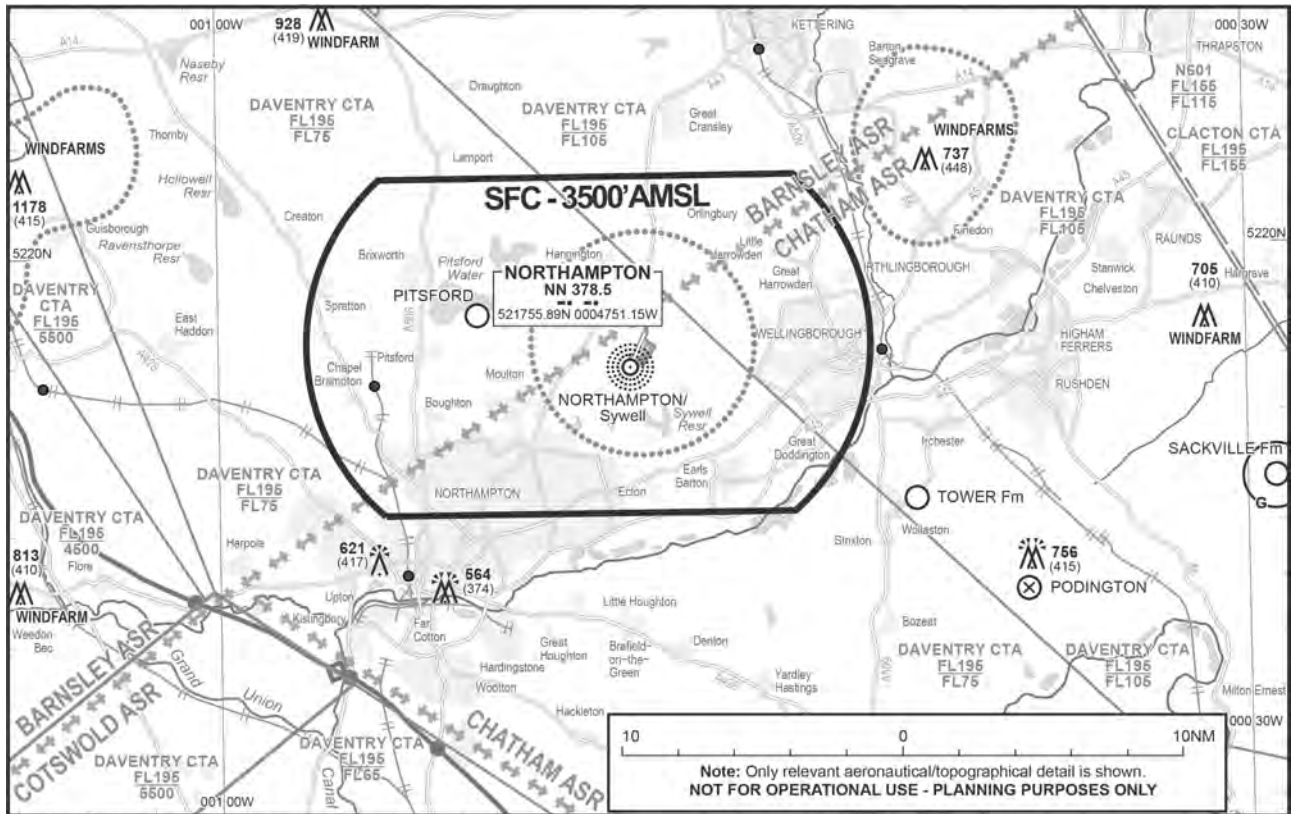 001 00W
928
(419)
WINDFARM
KETTERING
000 30W
A14
Naseby
Resr
Barton
Seagrave
THRAPSTON
A14
N601
FL155
FL115
Draughton
A43
DAVENTRY CTA
FL195
FL75
DAVENTRY CTA
FL195
FL105
Great
Cransley
A509
WINDFARMS
737
(448)
CLACTON CTA
FL195
FL155
WINDFARMS
Thornby
Lamport
BARNSLEY ASR
CHATHAM ASR
A45
1178
(415)
Hollowell
Resr
SFC - 3500'AMSL
DAVENTRY CTA
FL195
FL105
Creaton
Orlingbury
Guisborough
RAUNDS
5220N
Ravensthorpe
Resr
Brixworth
Hannington
Little
Harrowden
Finedon
5220N
Pitsford
Water
Great
Harrowden
RTHLINGBOROUGH
Stanwick
705
(410)
Hargrave
DAVENTRY
CTA
FL195
5500
NORTHAMPTON
NN 378.5
521755.89N 0004751.15W
Chelveston
Spratton
PITSFORD
East
Haddon
WELLINGBOROUGH
HIGHAM
FERRERS
WINDFARM
Pitsford
Chapel
Brampton
Moulton
RUSHDEN
Boughton
NORTHAMPTON/
Sywell
Sywell
Resr
Irchester
Great
Doddington
SACKVILLE Fm
G
DAVENTRY CTA
FL195
FL75
NORTHAMPTON
Ecton
Earls
Barton
TOWER Fm
Wollaston
DAVENTRY CTA
FL195
4500
Harpole
Strixton
813
(410)
Flore
621
(417)
756
(415)
WINDFARM
Upton
564
(374)
PODINGTON
Weedon
Bec
Kislingbury
Far
Cotton
Little Houghton
Bozeat
Grand
Union
Canal
Great
Houghton
Brafield
-on-the-
Green
Denton
DAVENTRY CTA
FL195
FL75
DAVENTRY CTA
FL195
FL105
Hardingstone
Wootton
Yardley
Hastings
BARNSLEY ASR
COTSWOLD ASR
CHATHAM ASR
Hackleton
Milton Ernest
DAVENTRY CTA
FL195
5500
DAVENTRY CTA
FL195
FL65
000 30W
10 0 10NM
Note: Only relevant aeronautical/topographical detail is shown.
NOT FOR OPERATIONAL USE - PLANNING PURPOSES ONLY
001 00W